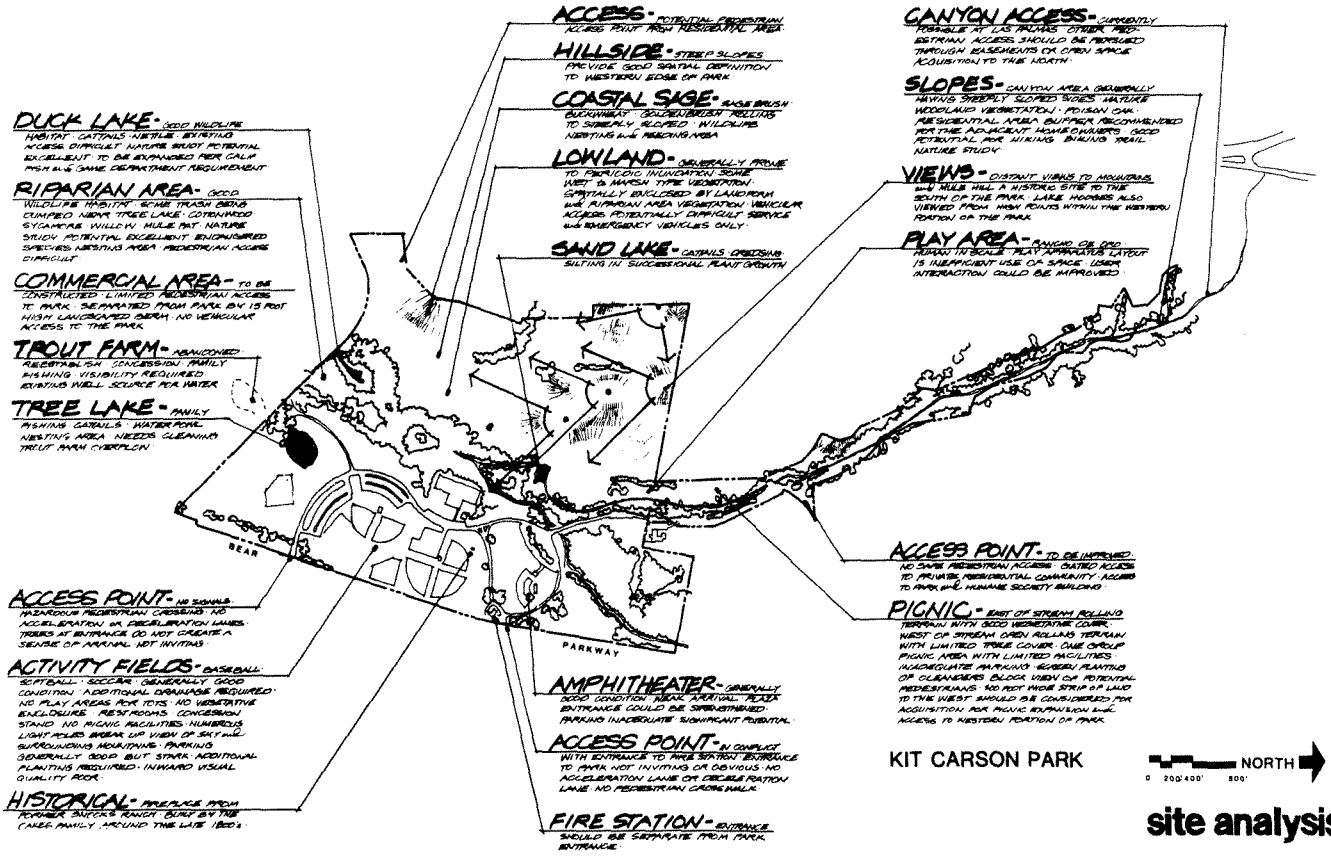 ACCESS- POTENTIAL PEDESTRIAN
ACCESS POINT FROM RESIDENTIAL AREA
HILLSIDE- STEEP SLOPES
PROVIDE GOOD SPATIAL DEFINITION
TO WESTERN EDGE OF PARK
COASTAL SAGE- SAGE BRUSH
BUCKWHEAT GOLDENBRUSH ROLLING
TO STEEPLY SLOPED WILDLIFE
NESTING and FEEDING AREA
LOWLAND- GENERALLY PRONE
TO PERIODIC INUNDATION SOME
WET to MARSH TYPE VEGETATION
SPATIALLY ENCLOSED BY LANDFORM
and RIPARIAN AREA VEGETATION VEHICULAR
ACCESS POTENTIALLY DIFFICULT SERVICE
and EMERGENCY VEHICLES ONLY
SAND LAKE- CATTAILS DREDGING
SILTING IN SUCCESSIONAL PLANT GROWTH
CANYON ACCESS- CURRENTLY
POSSIBLE AT LAS PALMAS OTHER PED-
ESTRIAN ACCESS SHOULD BE PERSUED
THROUGH EASEMENTS OR OPEN SPACE
ACQUISITION TO THE NORTH
SLOPES- CANYON AREA GENERALLY
HAVING STEEPLY SLOPED SIDES MATURE
WOODLAND VEGETATION POISON OAK
RESIDENTIAL AREA BUFFER RECOMMENDED
FOR THE ADJACENT HOME OWNERS GOOD
POTENTIAL FOR HIKING BIKING TRAIL
NATURE STUDY
VIEWS- DISTANT VIEWS TO MOUNTAINS
and MULE HILL A HISTORIC SITE TO THE
SOUTH OF THE PARK LAKE HODGES ALSO
VIEWED FROM HIGH POINTS WITHIN THE WESTERN
PORTION OF THE PARK
PLAY AREA- RANCHO DE ORO
HUMAN IN SCALE PLAY APPARATUS LAYOUT
IS INEFFICIENT USE OF SPACE USER
INTERACTION COULD BE IMPROVED
DUCK LAKE- GOOD WILDLIFE
HABITAT CATTAILS NETTLE EXISTING
ACCESS DIFFICULT NATURE STUDY POTENTIAL
EXCELLENT TO BE EXPANDED PER CALIF
FISH and GAME DEPARTMENT REQUIREMENT
RIPARIAN AREA- GOOD
WILDLIFE HABITAT SOME TRASH BEING
DUMPED NEAR TREE LAKE COTTONWOOD
SYCAMORE WILLOW MULE FAT NATURE
STUDY POTENTIAL EXCELLENT ENDANGERED
SPECIES NESTING AREA PEDESTRIAN ACCESS
DIFFICULT
COMMERCIAL AREA- TO BE
CONSTRUCTED LIMITED PEDESTRIAN ACCESS
TO PARK SEPARATED FROM PARK BY 15 FOOT
HIGH LANDSCAPED BERM NO VEHICULAR
ACCESS TO THE PARK
TROUT FARM- ABANDONED
REESTABLISH CONCESSION FAMILY
FISHING VISIBILITY REQUIRED
EXISTING WELL SOURCE FOR WATER
TREE LAKE- FAMILY
FISHING CATTAILS WATERFOWL
NESTING AREA NEEDS CLEANING
TROUT FARM OVERFLOW
BEAR
PARKWAY
ACCESS POINT- NO SIGNALS
HAZARDOUS PEDESTRIAN CROSSING NO
ACCELERATION OR DECELERATION LANES
TREES AT ENTRANCE DO NOT CREATE A
SENSE OF ARRIVAL NOT INVITING
ACTIVITY FIELDS- BASEBALL
SOFTBALL SOCCER GENERALLY GOOD
CONDITION ADDITIONAL DRAINAGE REQUIRED
NO PLAY AREAS FOR TOTS NO VEGETATIVE
ENCLOSURE RESTROOMS CONCESSION
STAND NO PICNIC FACILITIES NUMEROUS
LIGHT POLES BREAK UP VIEW OF SKY and
SURROUNDING MOUNTAINS PARKING
GENERALLY GOOD BUT STARK ADDITIONAL
PLANTING REQUIRED INWARD VISUAL
QUALITY POOR
HISTORICAL- FIREPLACE FROM
FORMER RANCH BUILT BY THE
FAMILY AROUND THE LATE 1800's
AMPHITHEATER- GENERALLY
GOOD CONDITION NEAR ARRIVAL PLAZA
ENTRANCE COULD BE STRENGTHENED
PARKING INADEQUATE SIGNIFICANT POTENTIAL
ACCESS POINT- IN CONFLICT
WITH ENTRANCE TO FIRE STATION ENTRANCE
TO PARK NOT INVITING OR OBVIOUS NO
ACCELERATION LANE OR DECELERATION
LANE NO PEDESTRIAN CROSSWALK
FIRE STATION- ENTRANCE
SHOULD BE SEPARATE FROM PARK
ENTRANCE
ACCESS POINT- TO BE IMPROVED
NO SAFE PEDESTRIAN ACCESS GATED ACCESS
TO PRIVATE RESIDENTIAL COMMUNITY ACCESS
TO PARK and HUMANE SOCIETY BUILDING
PICNIC- EAST OF STREAM ROLLING
TERRAIN WITH GOOD VEGETATIVE COVER
WEST OF STREAM OPEN ROLLING TERRAIN
WITH LIMITED TREE COVER ONE GROUP
PICNIC AREA WITH LIMITED FACILITIES
INADEQUATE PARKING SCREEN PLANTING
OF OLEANDERS BLOCK VIEW OF POTENTIAL
PEDESTRIANS 100 FOOT WIDE STRIP OF LAND
TO THE WEST SHOULD BE CONSIDERED FOR
ACQUISITION FOR PICNIC EXPANSION and
ACCESS TO WESTERN PORTION OF PARK
KIT CARSON PARK
NORTH
0 200' 400' 800'
site analysis